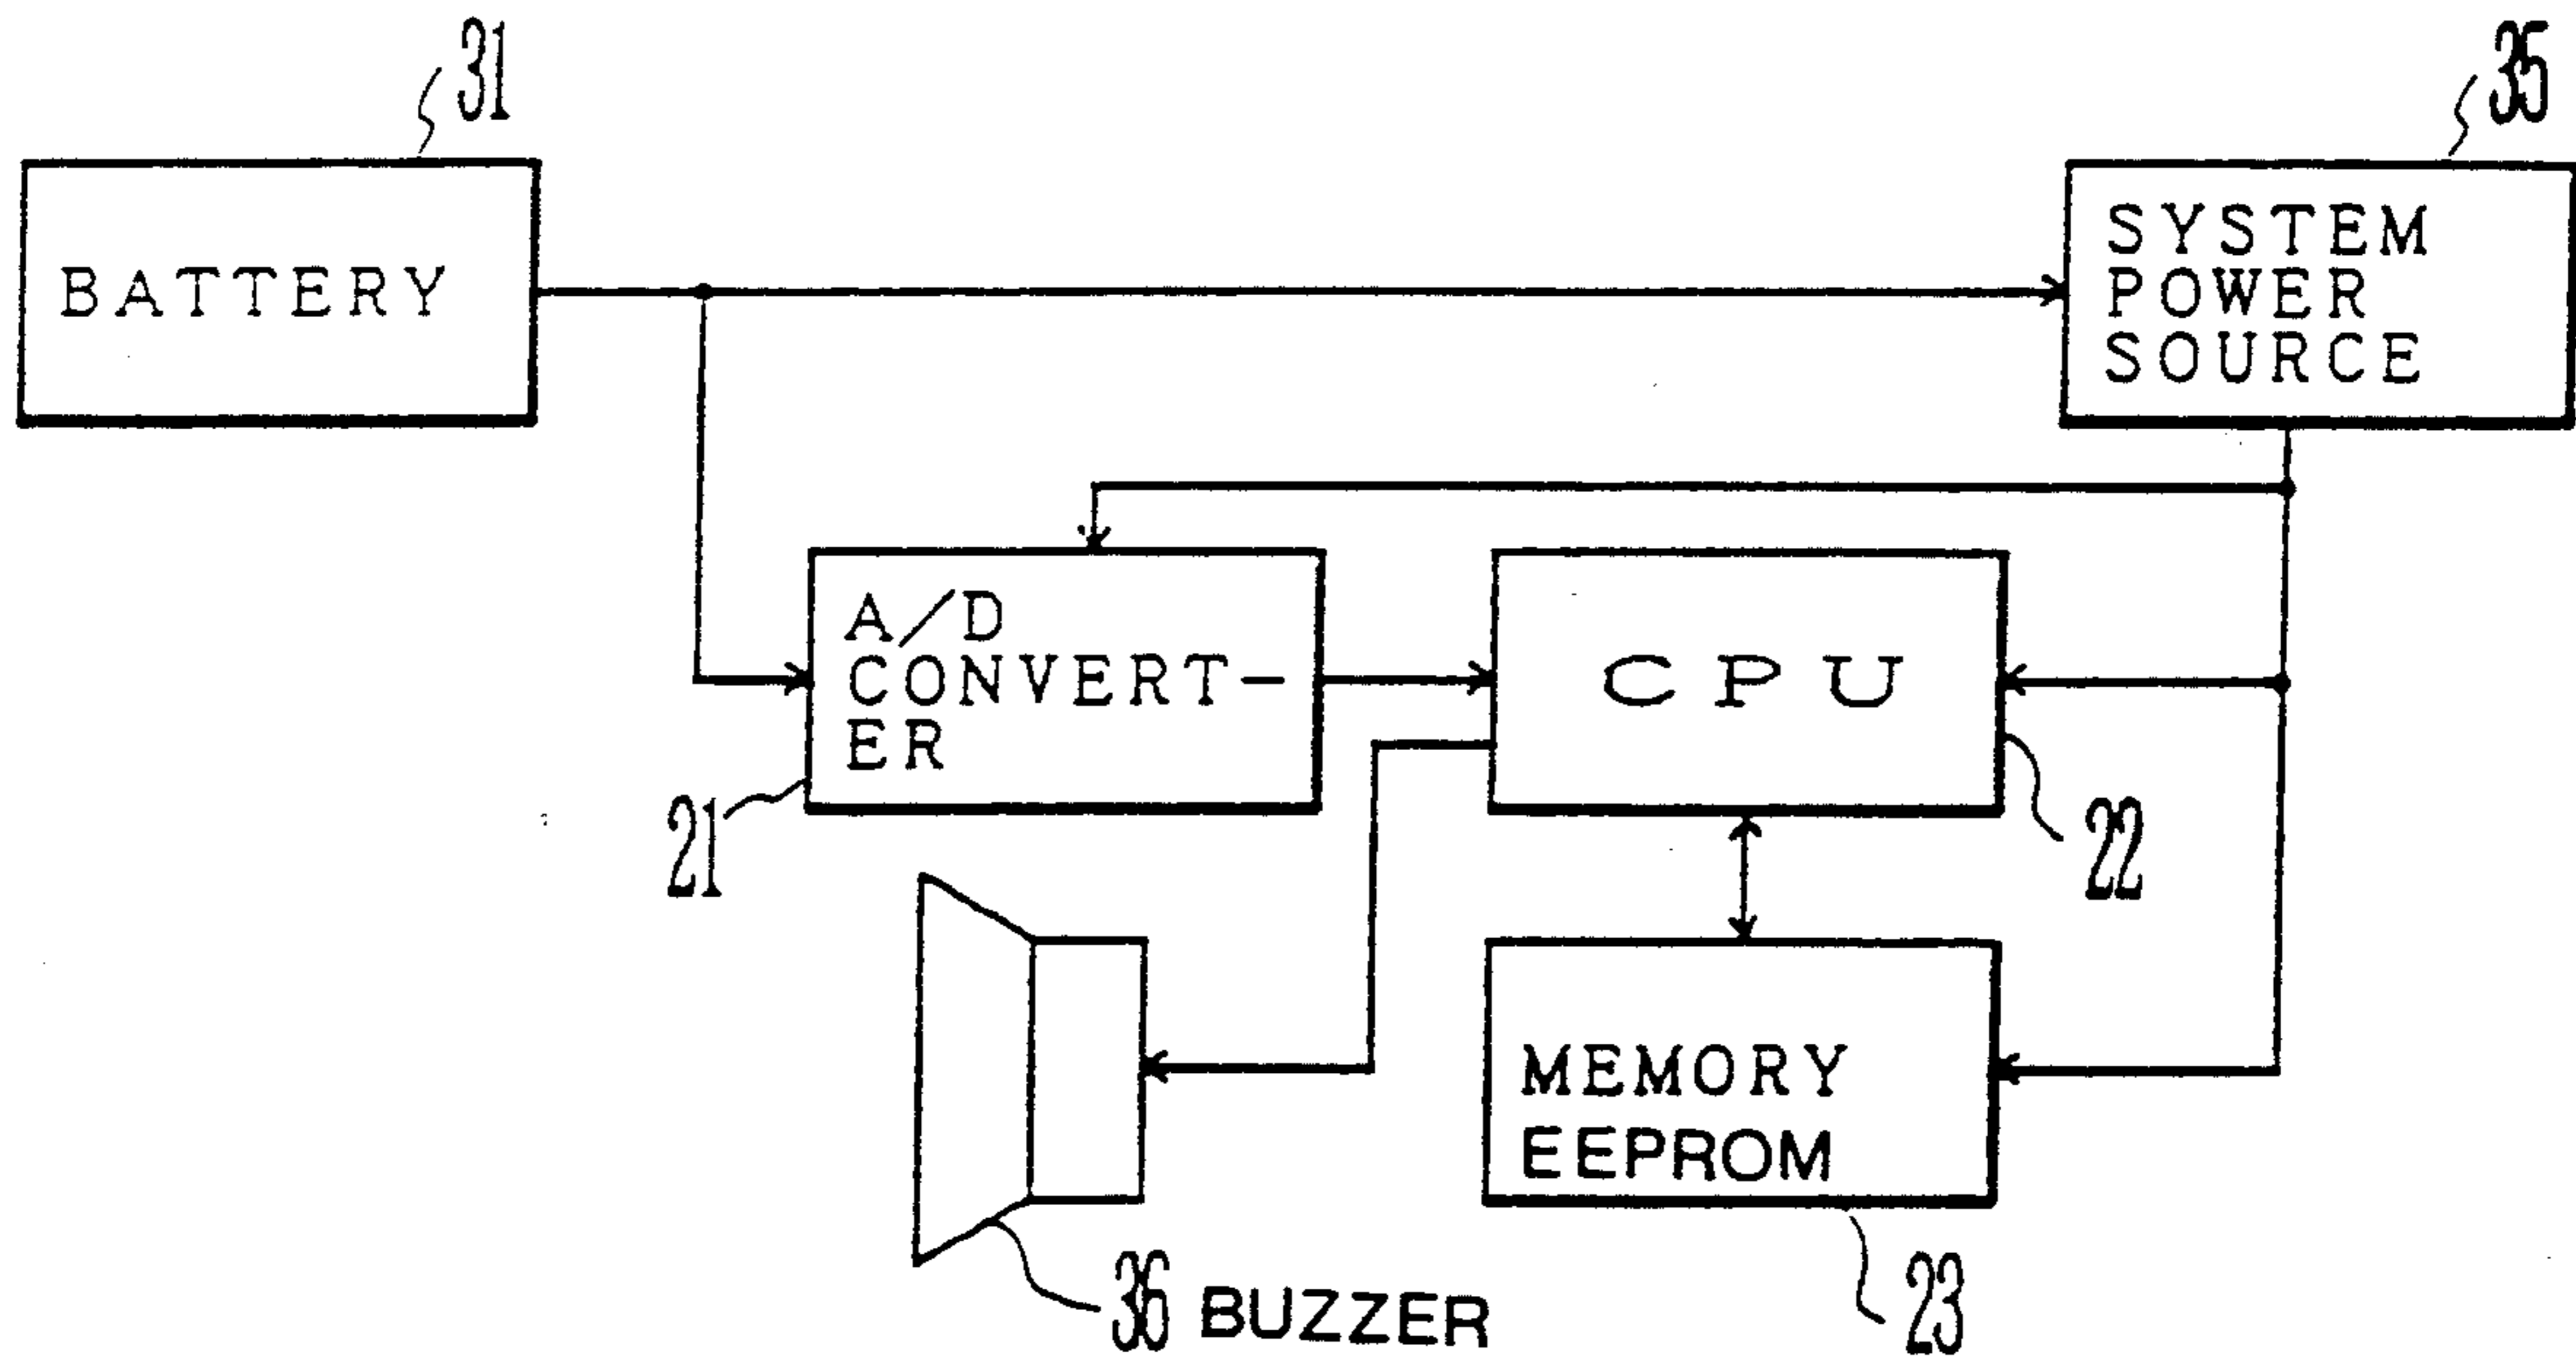 31
35
BATTERY
SYSTEM
POWER
SOURCE
A/D
CONVERT-
ER
CPU
21
22
MEMORY
EEPROM
36 BUZZER
23